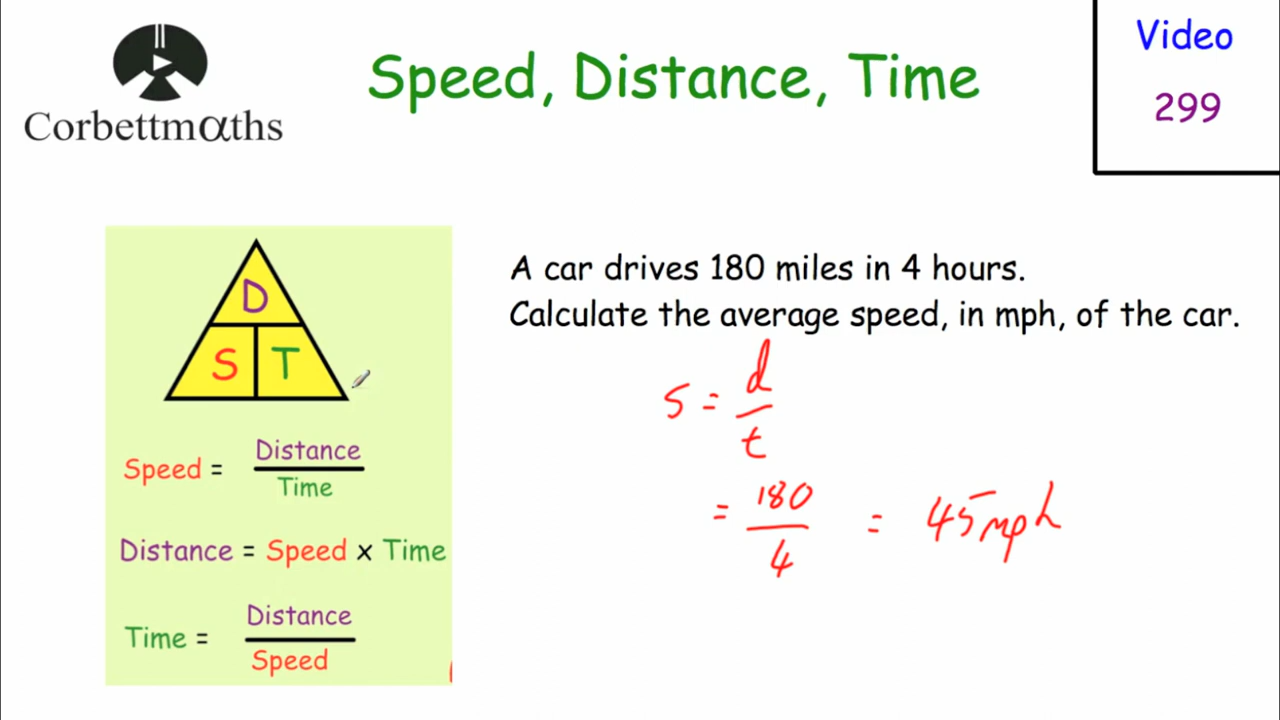 Corbettmαths
Speed, Distance, Time
Video
299
D
S T
Speed = Distance
Time
Distance = Speed x Time
Time = Distance
Speed
A car drives 180 miles in 4 hours.
Calculate the average speed, in mph, of the car.
s = d
t
= 180 = 45mph
4